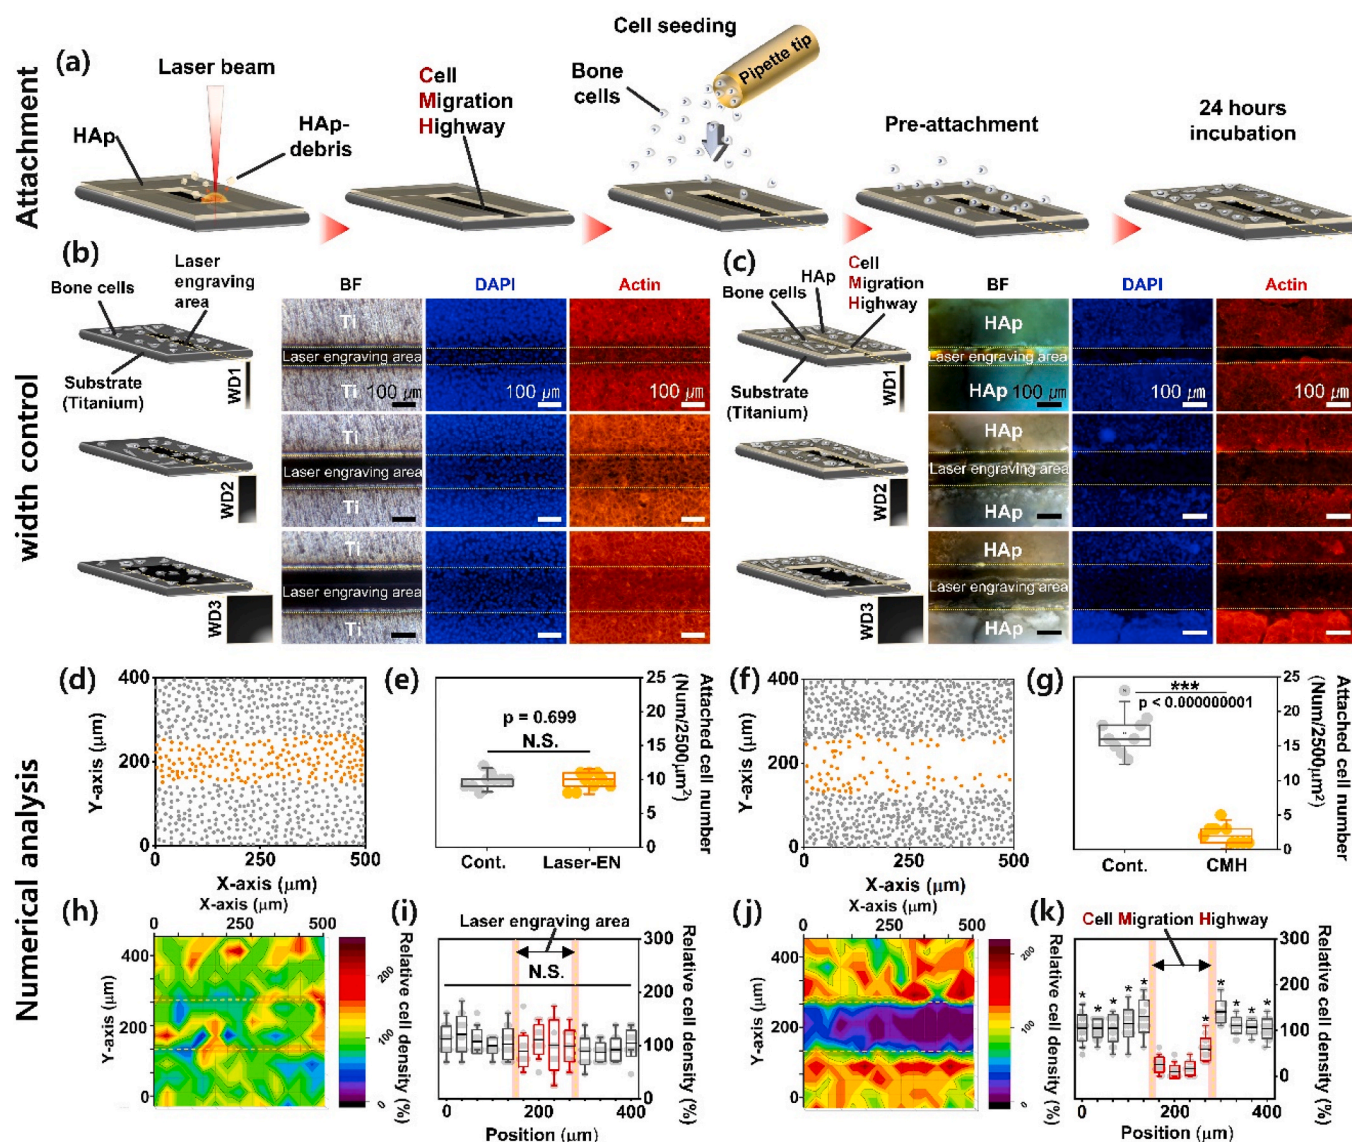 Attachment
(a)
Laser beam
HAp
HAp-
debris
Cell
Migration
Highway
Cell seeding
Bone
cells
Pipette tip
Pre-attachment
24 hours
incubation
width control
(b)
Bone cells
Laser
engraving
area
Substrate
(Titanium)
WD1
WD2
WD3
BF
DAPI
Actin
Ti
Laser engraving area
Ti
100 μm
100 μm
100 μm
Ti
Laser engraving area
Ti
Ti
Laser engraving area
Ti
(c)
HAp
Bone cells
Cell
Migration
Highway
Substrate
(Titanium)
WD1
WD2
WD3
BF
DAPI
Actin
HAp
Laser engraving area
HAp
100 μm
100 μm
100 μm
HAp
Laser engraving area
HAp
HAp
Laser engraving area
HAp
Numerical analysis
(d)
400
300
200
100
0
Y-axis (μm)
0 250 500
X-axis (μm)
(e)
p = 0.699
N.S.
Cont. Laser-EN
25
20
15
10
5
0
Attached cell number
(Num/2500μm²)
(f)
400
300
200
100
0
Y-axis (μm)
0 250 500
X-axis (μm)
(g)
***
p < 0.000000001
Cont. CMH
25
20
15
10
5
0
Attached cell number
(Num/2500μm²)
(h)
X-axis (μm)
0 250 500
400
200
0
Y-axis (μm)
200
100
0
Relative cell density (%)
(i)
Laser engraving area
N.S.
300
200
100
0
Relative cell density (%)
0 200 400
Position (μm)
(j)
X-axis (μm)
0 250 500
400
200
0
Y-axis (μm)
200
100
0
Relative cell density (%)
(k)
Cell Migration Highway
* * * * * * * * * *
300
200
100
0
Relative cell density (%)
0 200 400
Position (μm)